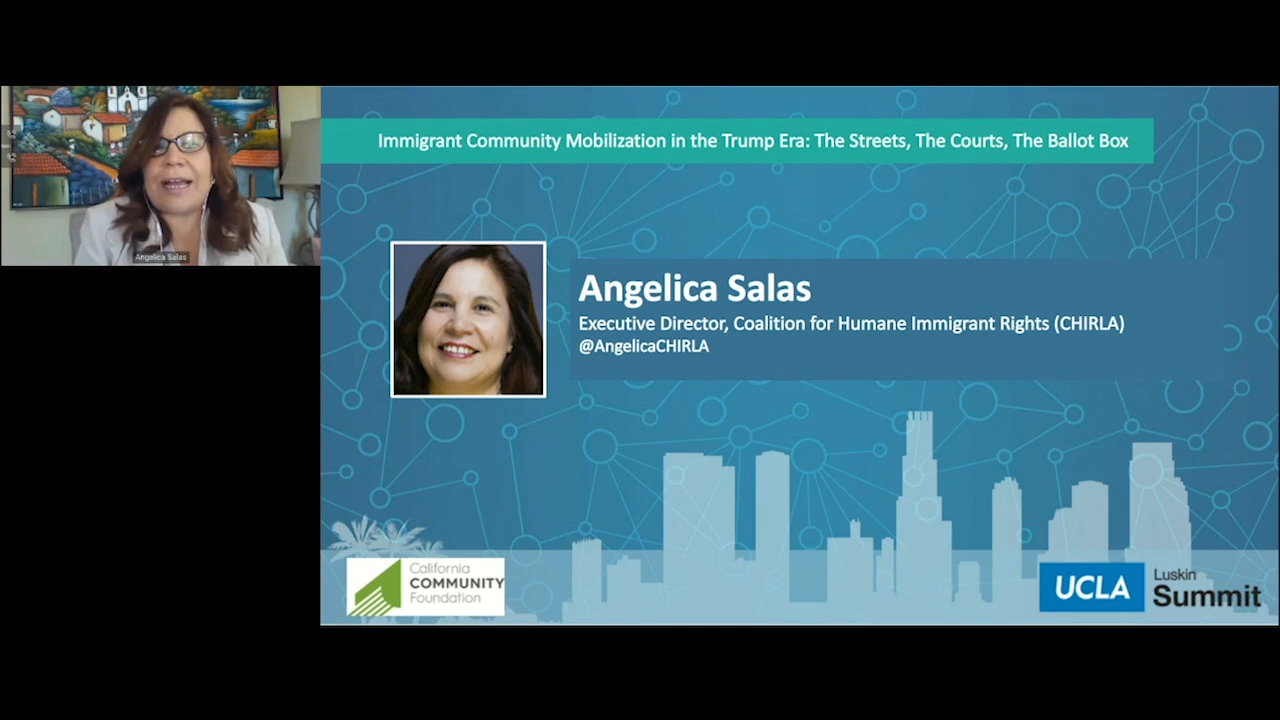 Angelica Salas
Immigrant Community Mobilization in the Trump Era: The Streets, The Courts, The Ballot Box
Angelica Salas
Executive Director, Coalition for Humane Immigrant Rights (CHIRLA)
@AngelicaCHIRLA
California
COMMUNITY
Foundation
UCLA
Luskin
Summit